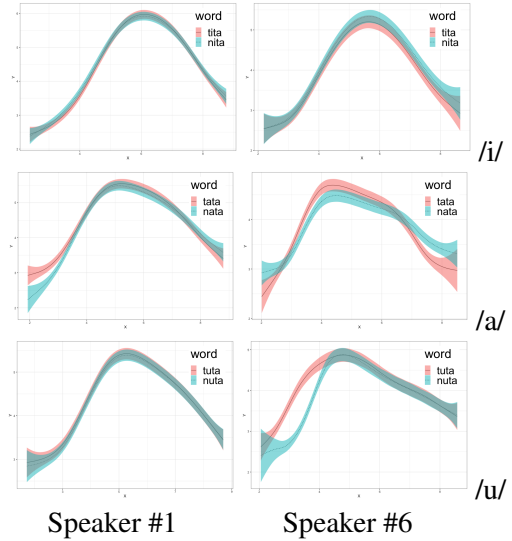 word
tita
nita
word
tita
nita
/i/
word
tata
nata
word
tata
nata
/a/
word
tuta
nuta
word
tuta
nuta
/u/
Speaker #1 Speaker #6